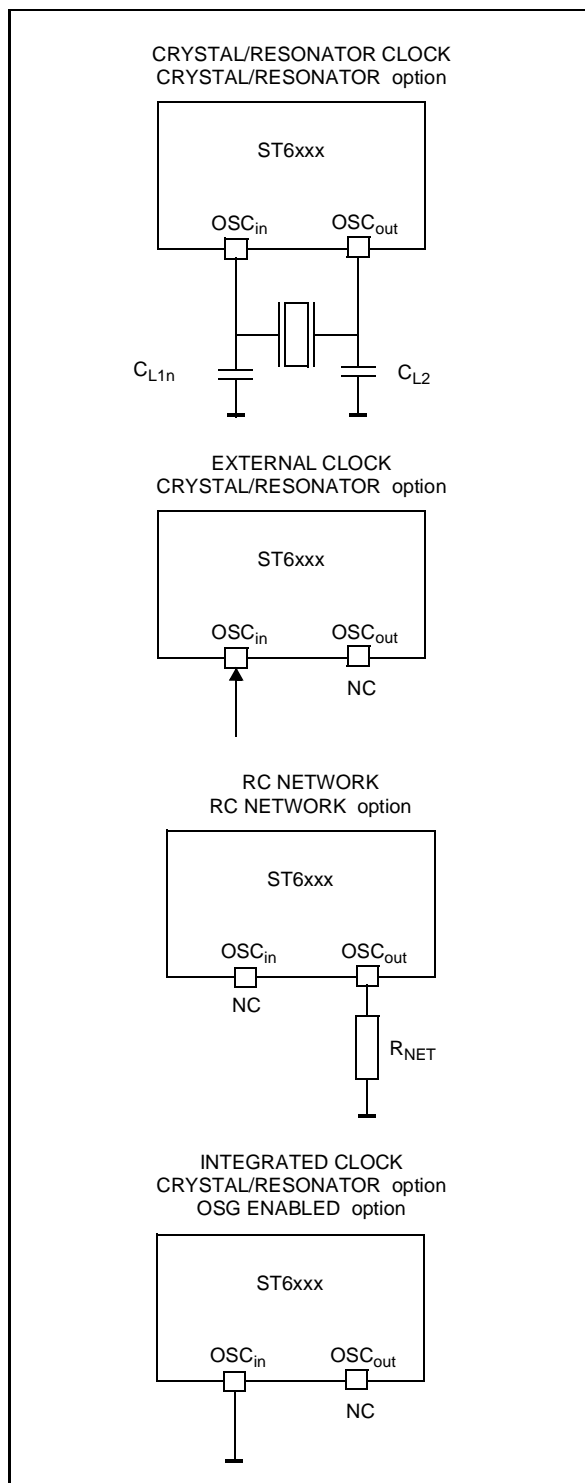 CRYSTAL/RESONATOR CLOCK
CRYSTAL/RESONATOR option
ST6xxx
OSCin OSCout
CL1n CL2
EXTERNAL CLOCK
CRYSTAL/RESONATOR option
ST6xxx
OSCin OSCout
NC
RC NETWORK
RC NETWORK option
ST6xxx
OSCin OSCout
NC
RNET
INTEGRATED CLOCK
CRYSTAL/RESONATOR option
OSG ENABLED option
ST6xxx
OSCin OSCout
NC